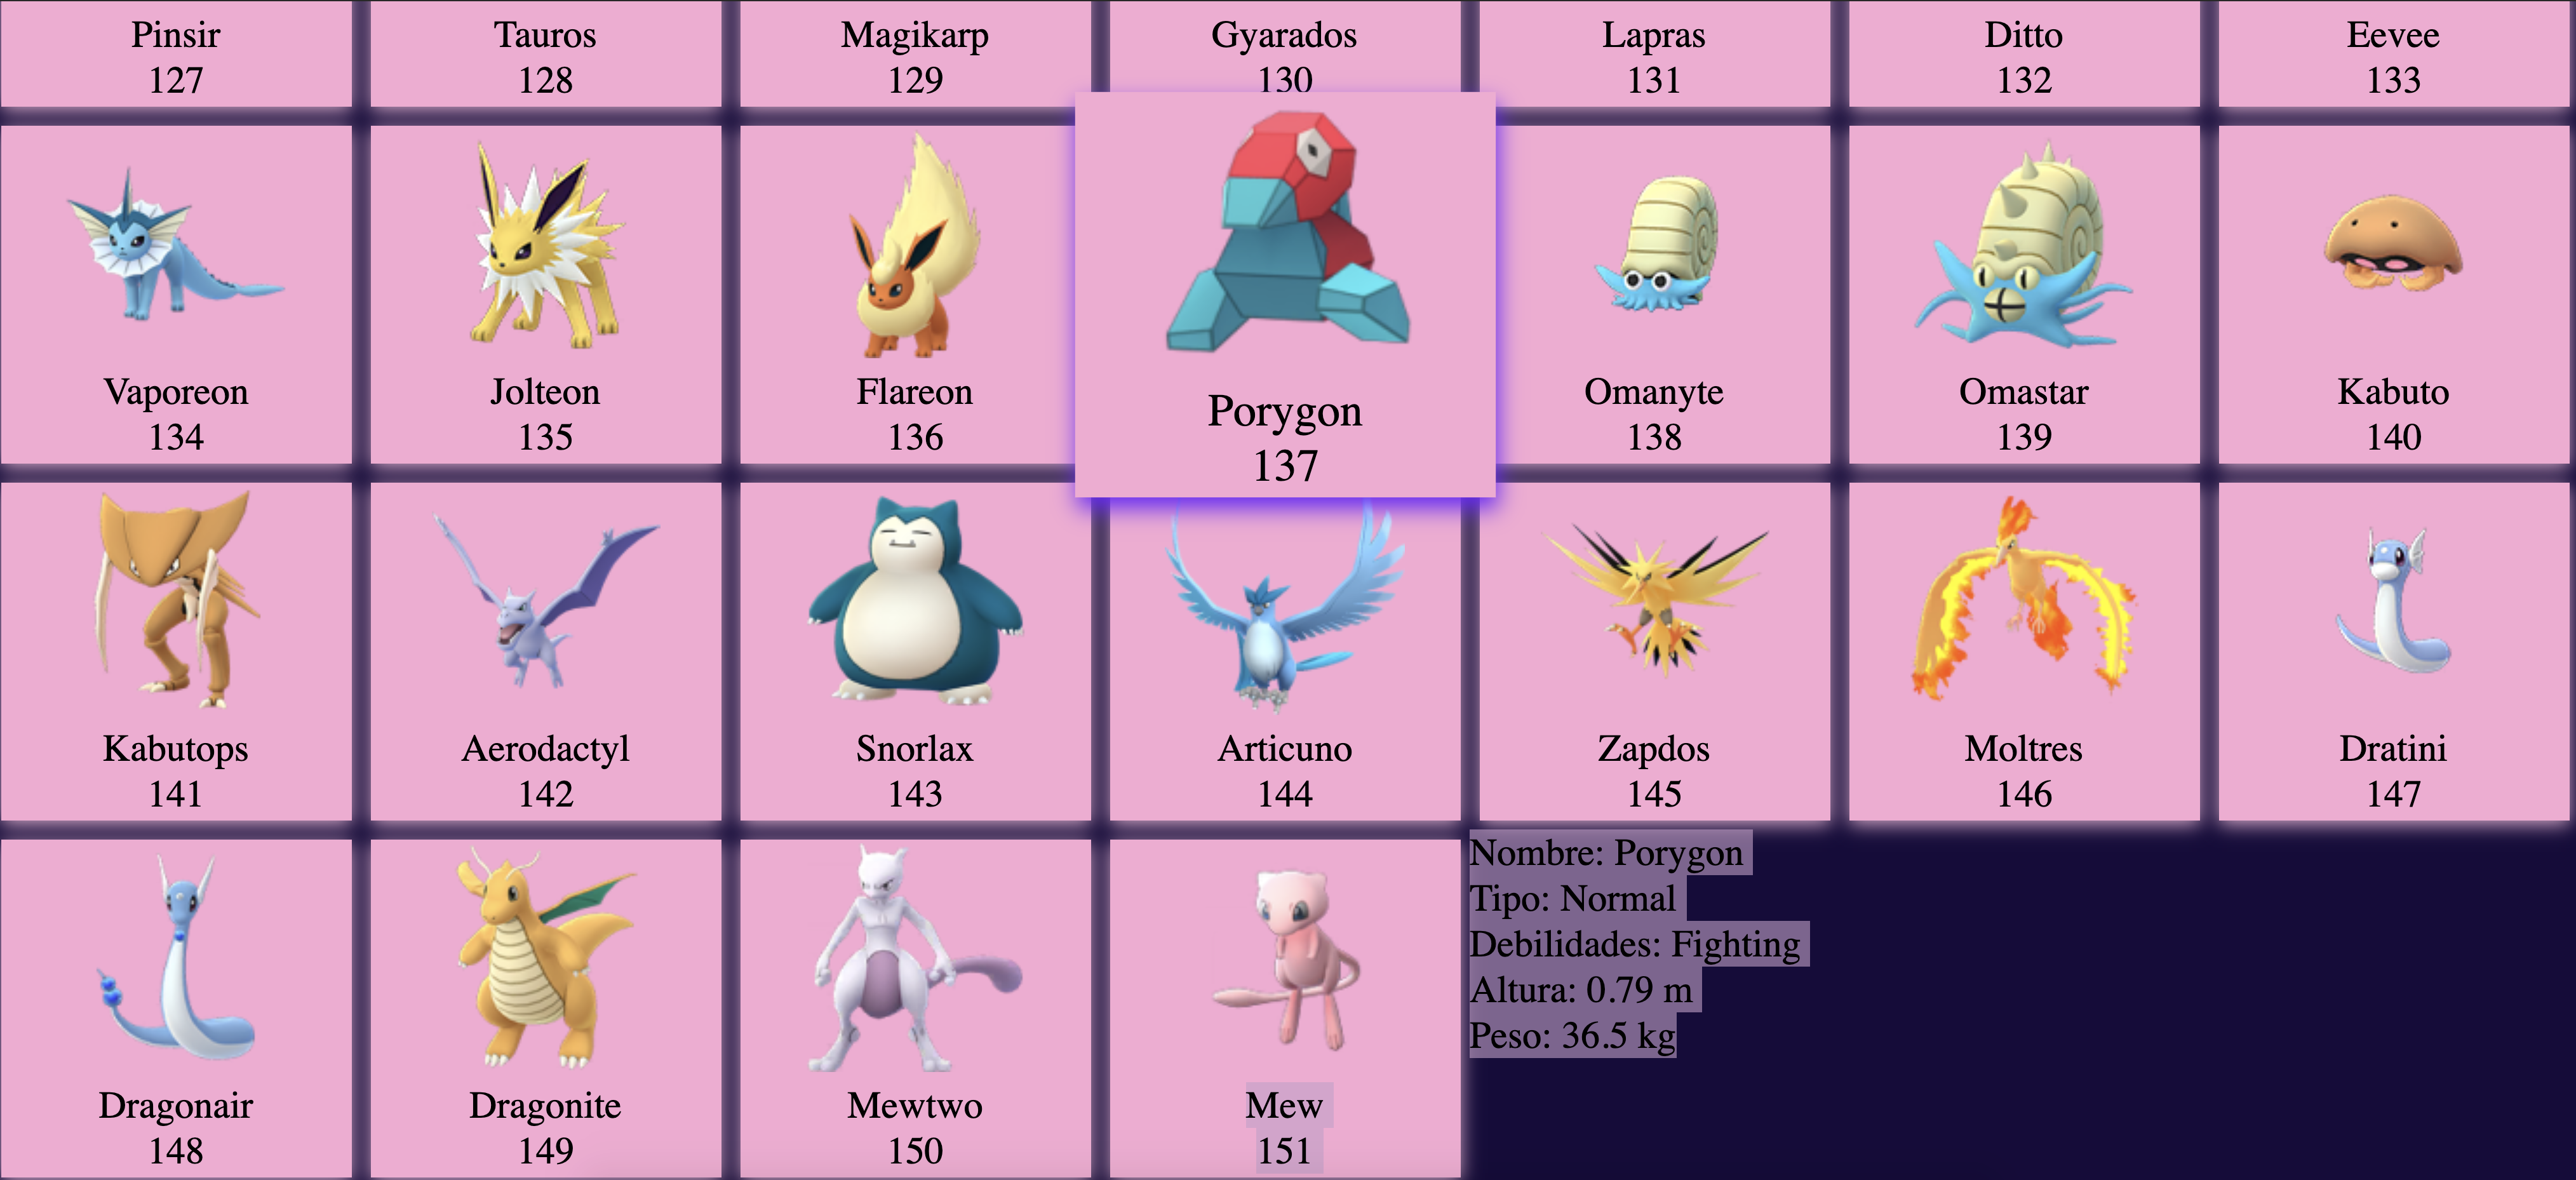 Pinsir
127
Tauros
128
Magikarp
129
Gyarados
130
Lapras
131
Ditto
132
Eevee
133
Vaporeon
134
Jolteon
135
Flareon
136
Porygon
137
Omanyte
138
Omastar
139
Kabuto
140
Kabutops
141
Aerodactyl
142
Snorlax
143
Articuno
144
Zapdos
145
Moltres
146
Dratini
147
Dragonair
148
Dragonite
149
Mewtwo
150
Mew
151
Nombre: Porygon
Tipo: Normal
Debilidades: Fighting
Altura: 0.79 m
Peso: 36.5 kg